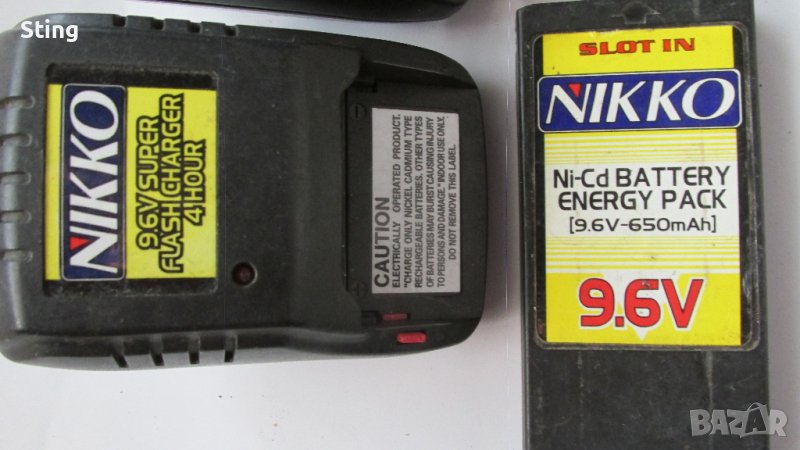 Sting
NIKKO
9.6V SUPER
FLASH CHARGER
4 HOUR
CAUTION
ELECTRICALLY OPERATED PRODUCT.
"CHARGE ONLY NICKEL CADMIUM TYPE
RECHARGEABLE BATTERIES. OTHER TYPES
OF BATTERIES MAY BURST CAUSING INJURY
TO PERSONS AND DAMAGE." INDOOR USE ONLY.
DO NOT REMOVE THIS LABEL.
SLOT IN
NIKKO
Ni-Cd BATTERY
ENERGY PACK
[9.6V-650mAh]
9.6V
BAZAR